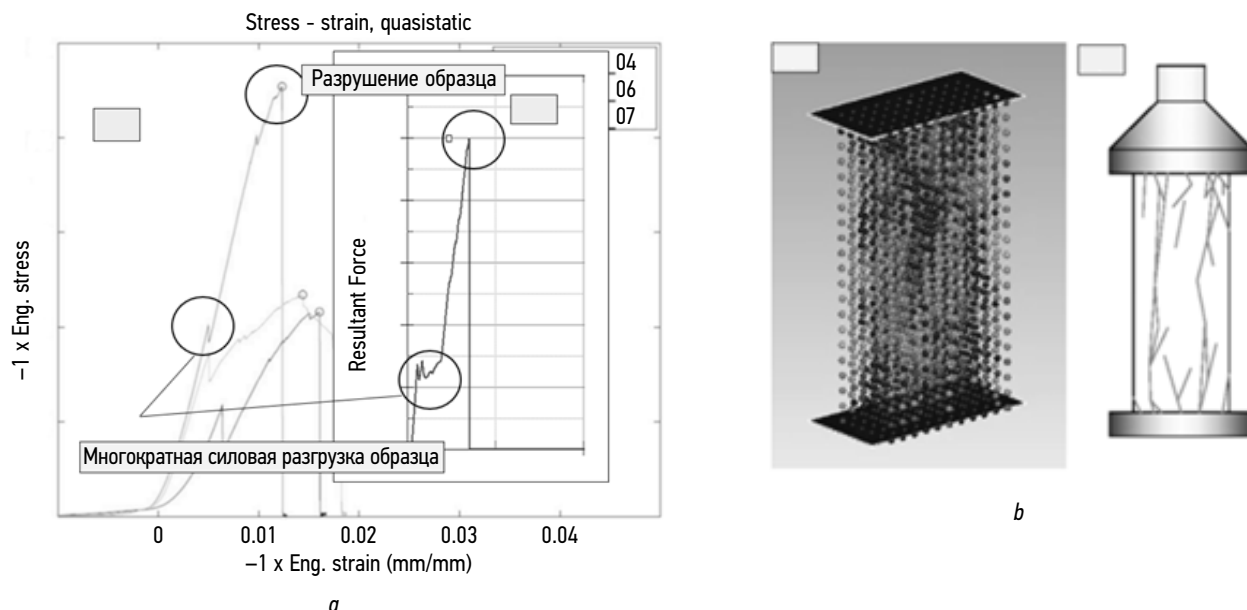 Stress - strain, quasistatic
Разрушение образца
04
06
07
–1 x Eng. stress
Resultant Force
Многократная силовая разгрузка образца
0
0.01
0.02
0.03
0.04
–1 x Eng. strain (mm/mm)
a
b